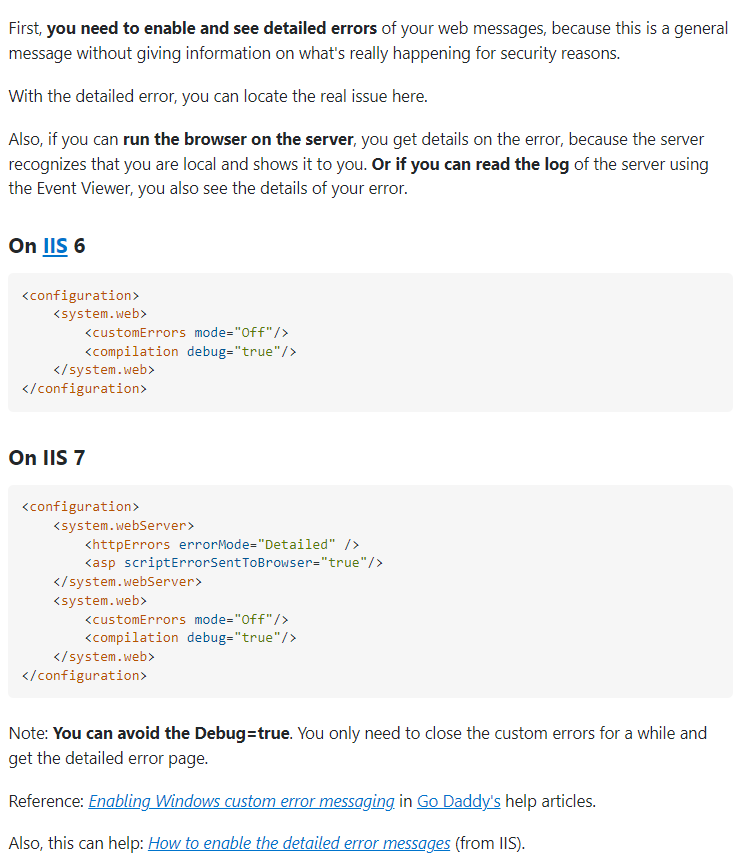 First, you need to enable and see detailed errors of your web messages, because this is a general
message without giving information on what's really happening for security reasons.
With the detailed error, you can locate the real issue here.
Also, if you can run the browser on the server, you get details on the error, because the server
recognizes that you are local and shows it to you. Or if you can read the log of the server using
the Event Viewer, you also see the details of your error.
On IIS 6
<configuration>
    <system.web>
        <customErrors mode="Off"/>
        <compilation debug="true"/>
    </system.web>
</configuration>
On IIS 7
<configuration>
    <system.webServer>
        <httpErrors errorMode="Detailed" />
        <asp scriptErrorSentToBrowser="true"/>
    </system.webServer>
    <system.web>
        <customErrors mode="Off"/>
        <compilation debug="true"/>
    </system.web>
</configuration>
Note: You can avoid the Debug=true. You only need to close the custom errors for a while and
get the detailed error page.
Reference: Enabling Windows custom error messaging in Go Daddy's help articles.
Also, this can help: How to enable the detailed error messages (from IIS).